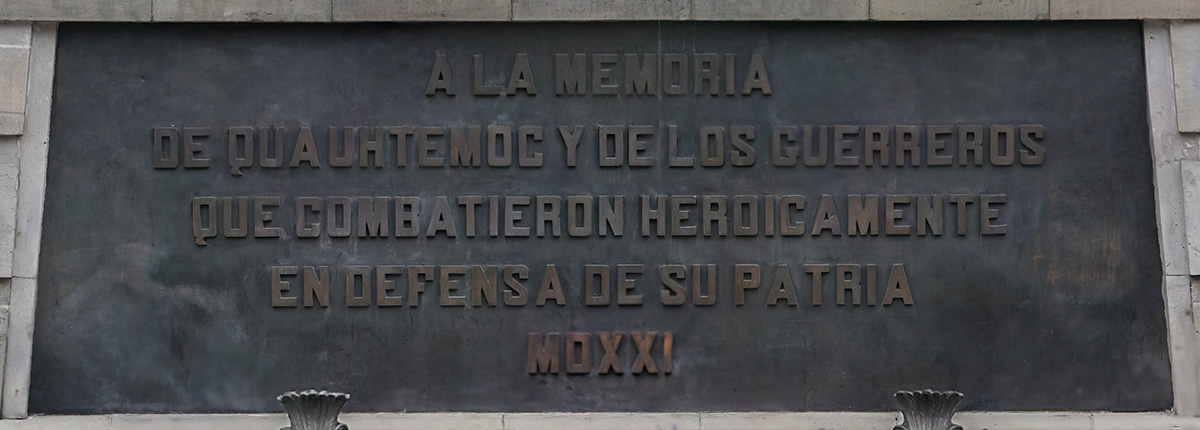 A LA MEMORIA
DE QUAUHTEMOC Y DE LOS GUERREROS
QUE COMBATIERON HEROICAMENTE
EN DEFENSA DE SU PATRIA
MDXXI